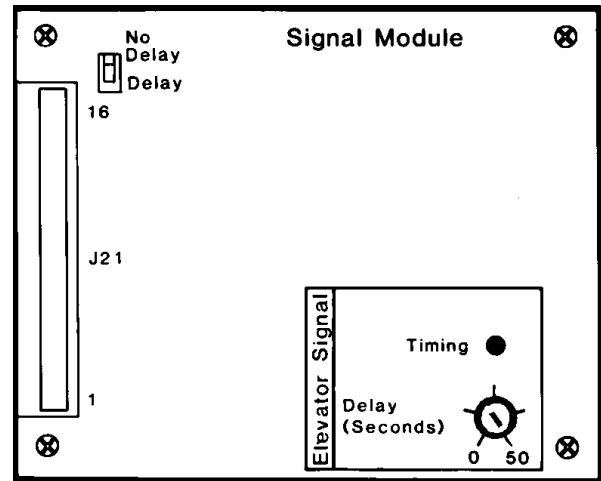 Signal Module
No
Delay
Delay
16
J21
1
Elevator Signal
Timing
Delay
(Seconds)
0 50